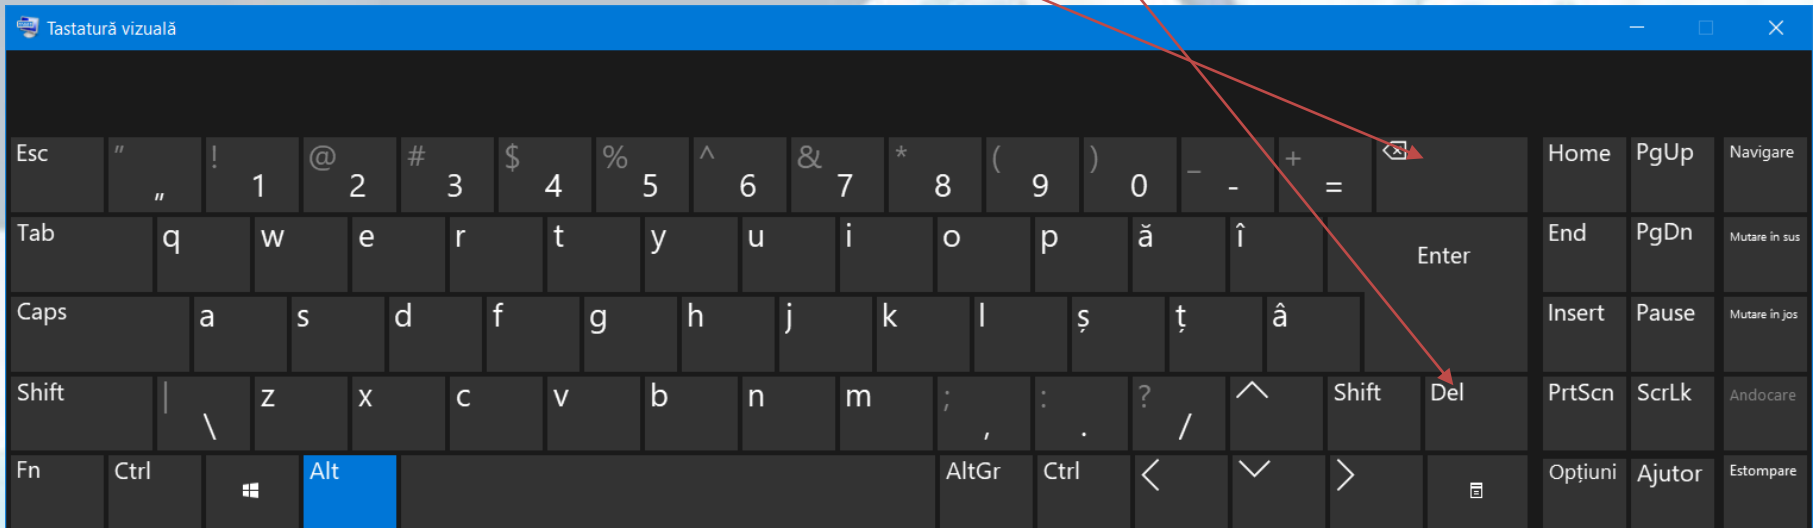 Tastatură vizuală
Esc " „ ! 1 @ 2 # 3 $ 4 % 5 ^ 6 & 7 * 8 ( 9 ) 0 _ - + = Home PgUp Navigare
Tab q w e r t y u i o p ă î Enter End PgDn Mutare în sus
Caps a s d f g h j k l ș ț â Insert Pause Mutare în jos
Shift | \ z x c v b n m ; , : . ? / Shift Del PrtScn ScrLk Andocare
Fn Ctrl Alt AltGr Ctrl Opțiuni Ajutor Estompare